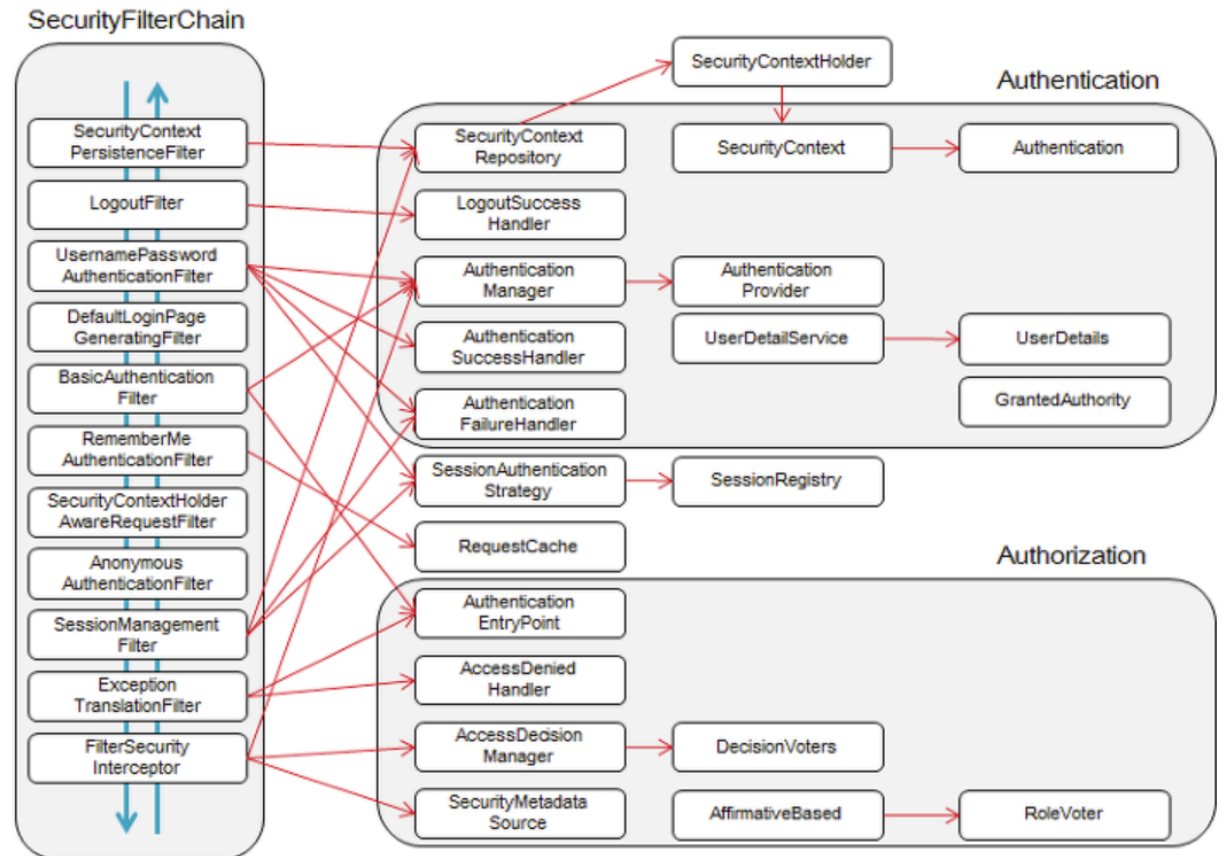 SecurityFilterChain
SecurityContext
PersistenceFilter
LogoutFilter
UsernamePassword
AuthenticationFilter
DefaultLoginPage
GeneratingFilter
BasicAuthentication
Filter
RememberMe
AuthenticationFilter
SecurityContextHolder
AwareRequestFilter
Anonymous
AuthenticationFilter
SessionManagement
Filter
Exception
TranslationFilter
FilterSecurity
Interceptor
SecurityContextHolder
Authentication
SecurityContext
Repository
SecurityContext
Authentication
LogoutSuccess
Handler
Authentication
Manager
Authentication
Provider
Authentication
SuccessHandler
UserDetailService
UserDetails
Authentication
FailureHandler
GrantedAuthority
SessionAuthentication
Strategy
SessionRegistry
RequestCache
Authorization
Authentication
EntryPoint
AccessDenied
Handler
AccessDecision
Manager
DecisionVoters
SecurityMetadata
Source
AffirmativeBased
RoleVoter